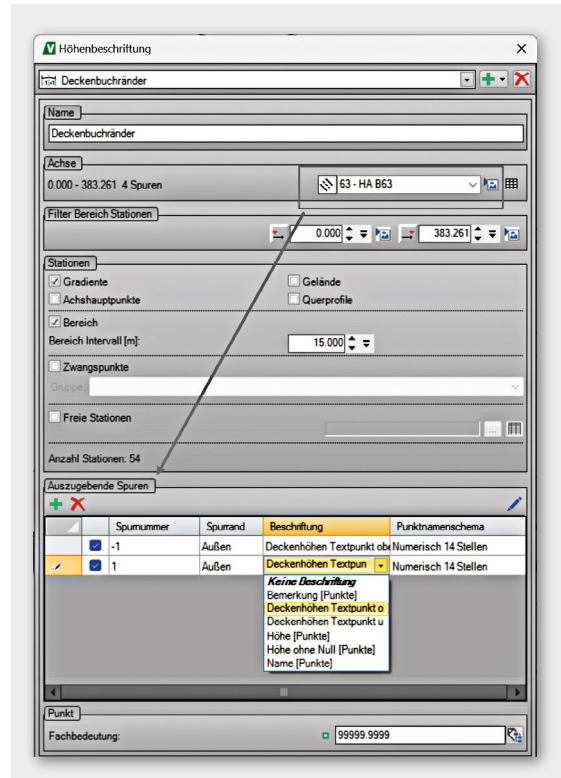 Höhenbeschriftung
Deckenbuchränder
Name
Deckenbuchränder
Achse
0.000 - 383.261 4 Spuren
63 - HA B63
Filter Bereich Stationen
0.000
383.261
Stationen
Gradiente
Gelände
Achshauptpunkte
Querprofile
Bereich
Bereich Intervall [m]:
15.000
Zwangspunkte
Gruppe:
Freie Stationen
...
Anzahl Stationen: 54
Auszugebende Spuren
Spurnummer Spurrand Beschriftung Punktnamenschema
-1 Außen Deckenhöhen Textpunkt obe Numerisch 14 Stellen
1 Außen Deckenhöhen Textpun Numerisch 14 Stellen
Keine Beschriftung
Bemerkung [Punkte]
Deckenhöhen Textpunkt o
Deckenhöhen Textpunkt u
Höhe [Punkte]
Höhe ohne Null [Punkte]
Name [Punkte]
Punkt
Fachbedeutung:
99999.9999